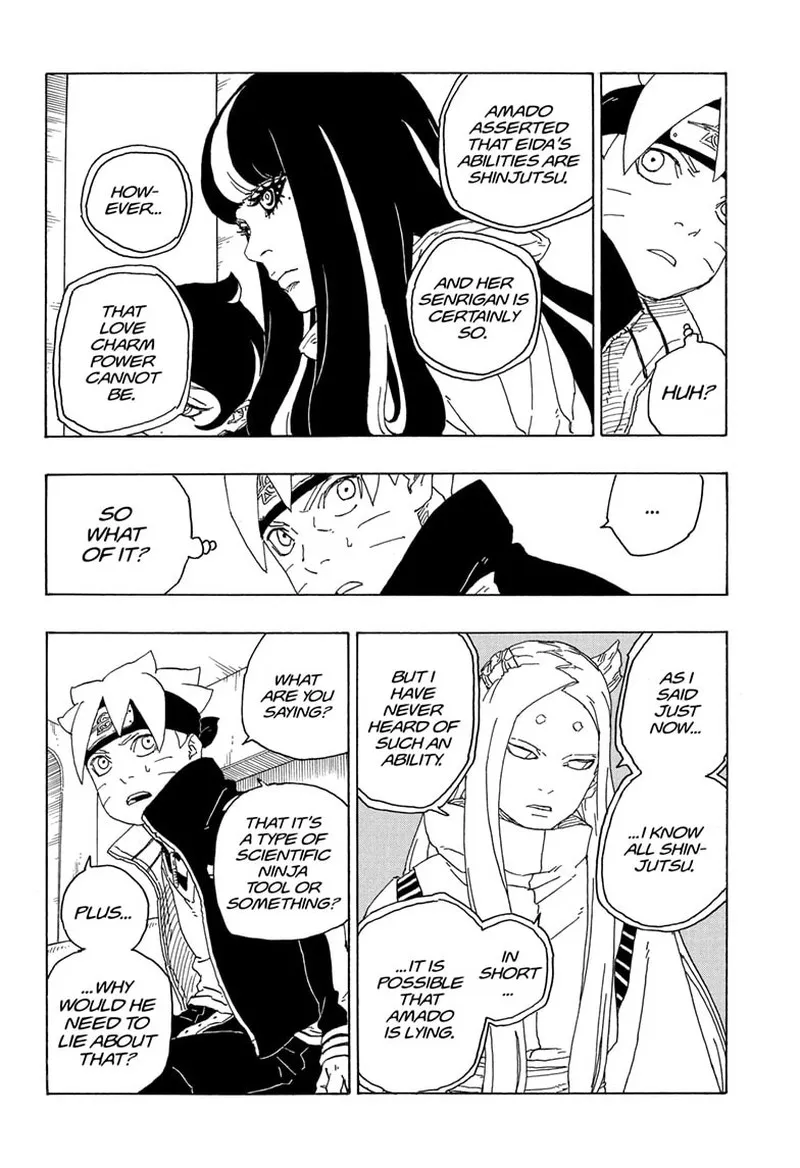 HUH?
AMADO
ASSERTED
THAT EIDA'S
ABILITIES ARE
SHINJUTSU.
AND HER
SENRIGAN IS
CERTAINLY
SO.
HOW-
EVER...
THAT
LOVE
CHARM
POWER
CANNOT
BE.
...
SO
WHAT
OF IT?
AS I
SAID
JUST
NOW...
...I KNOW
ALL SHIN-
JUTSU.
BUT I
HAVE
NEVER
HEARD OF
SUCH AN
ABILITY.
IN
SHORT
...
...IT IS
POSSIBLE
THAT
AMADO
IS LYING.
WHAT
ARE YOU
SAYING?
THAT IT'S
A TYPE OF
SCIENTIFIC
NINJA
TOOL OR
SOMETHING?
PLUS...
...WHY
WOULD HE
NEED TO
LIE ABOUT
THAT?